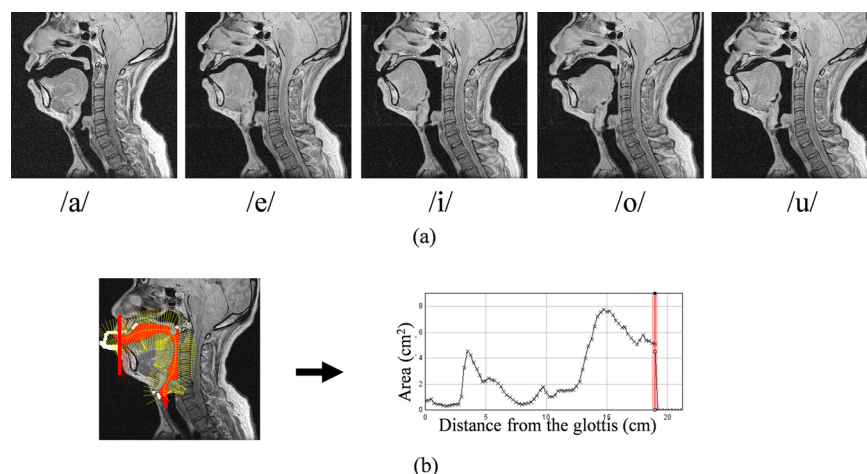 /a/ /e/ /i/ /o/ /u/
(a)
Area (cm²)
8
6
4
2
0
0 5 10 15 20
Distance from the glottis (cm)
(b)